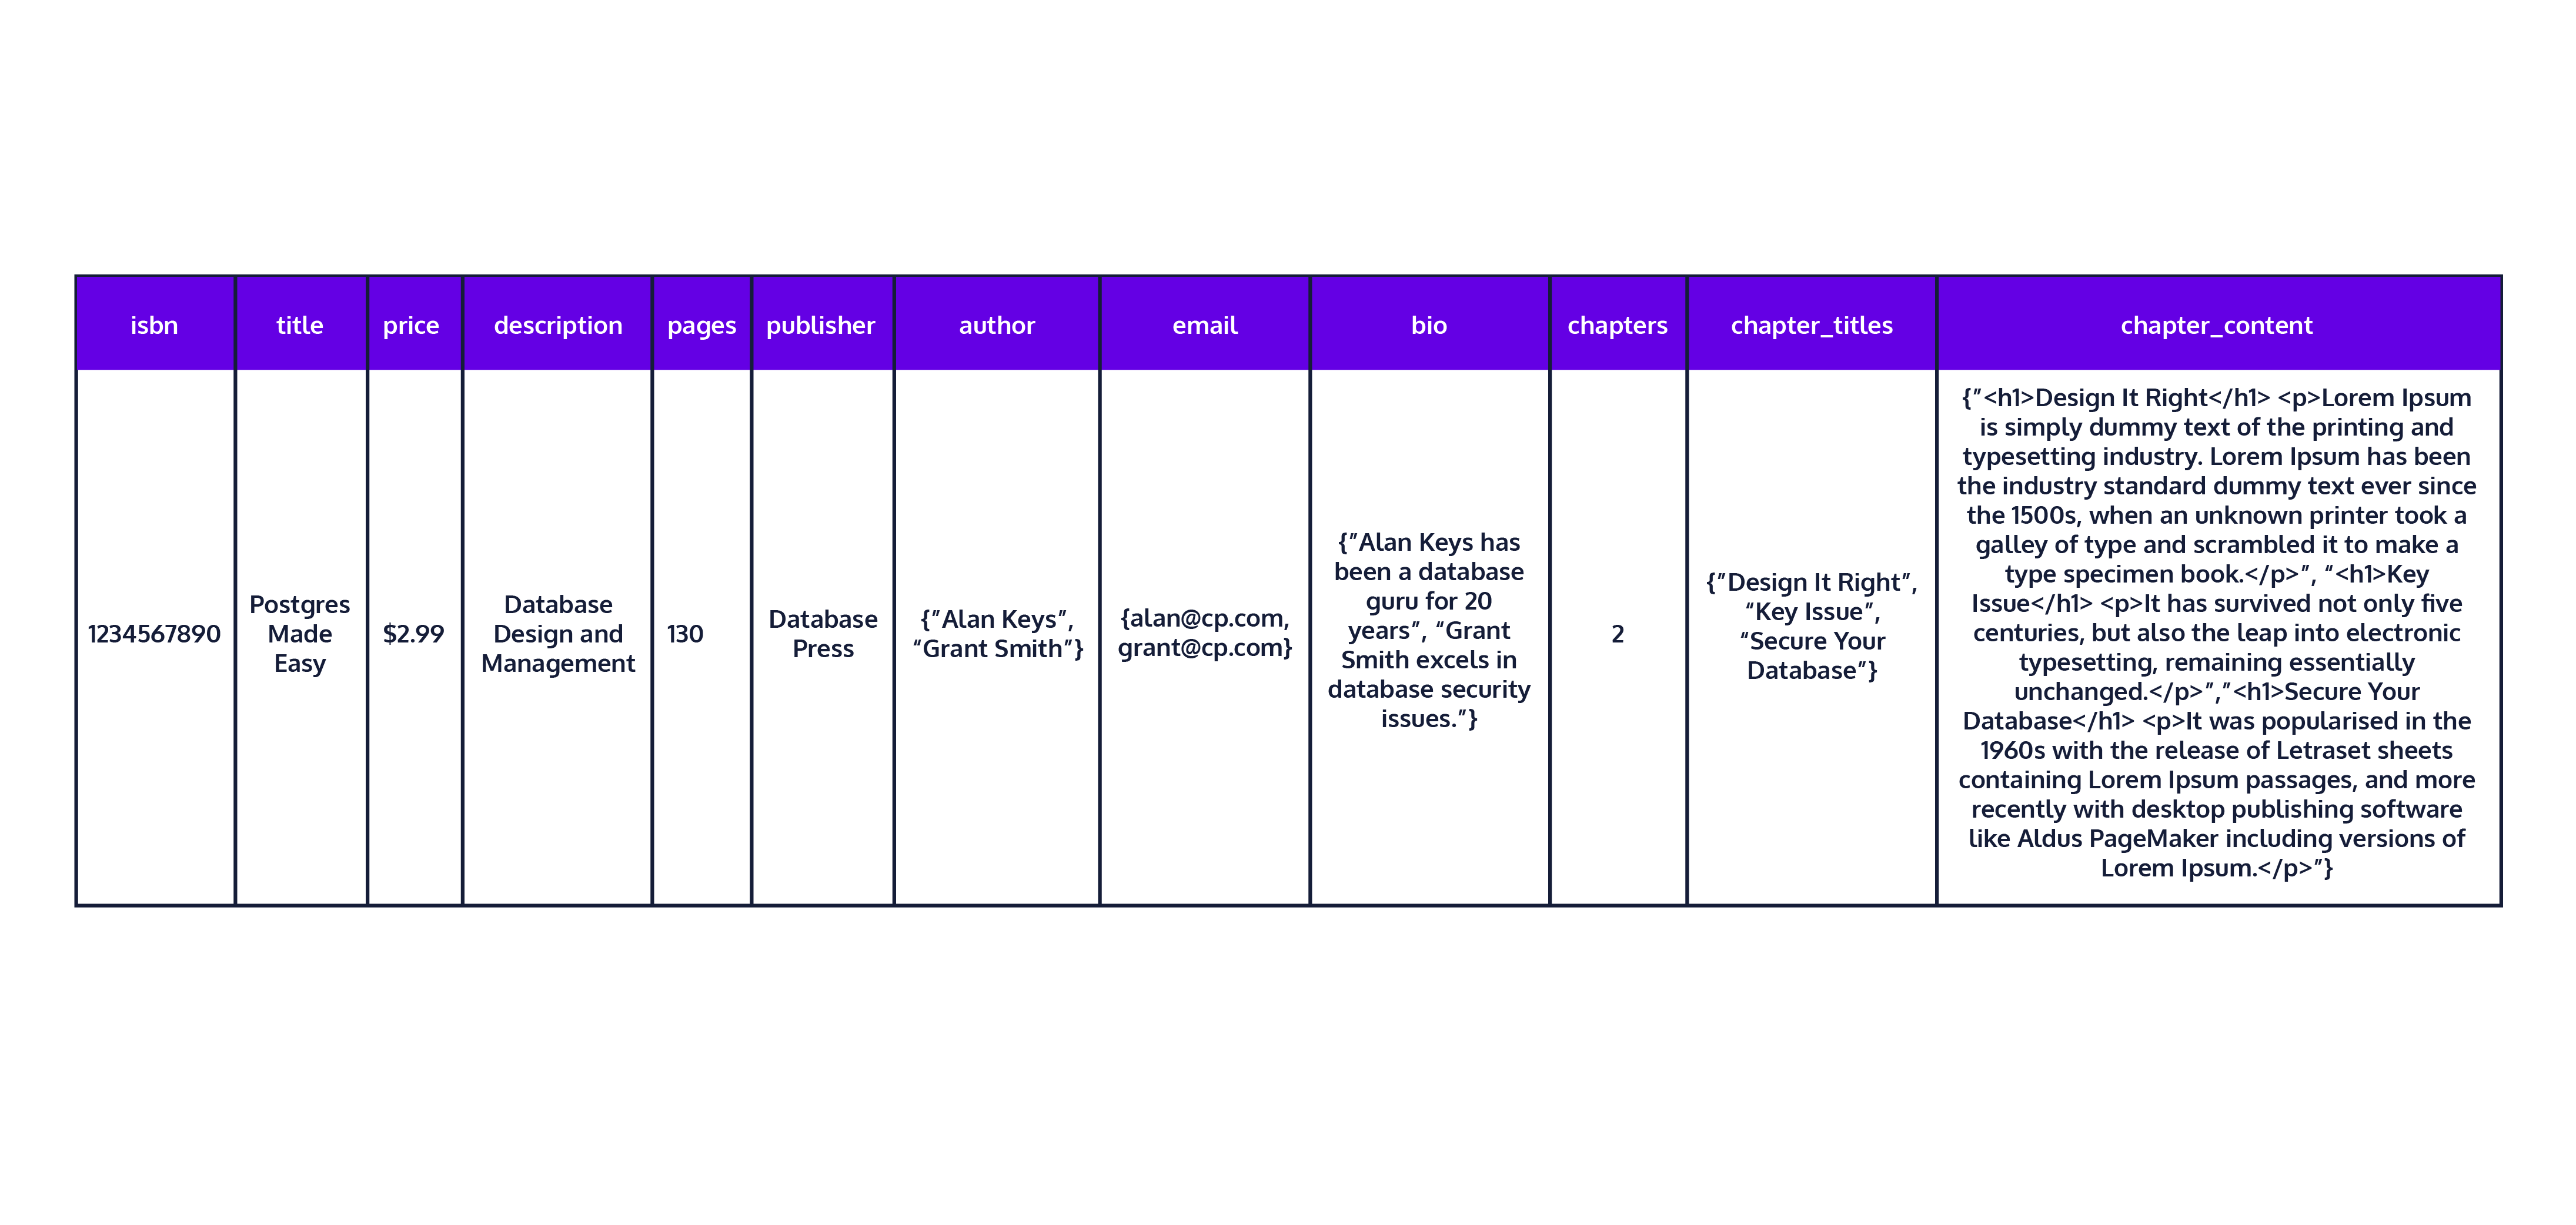 isbn title price description pages publisher author email bio chapters chapter_titles chapter_content
1234567890
Postgres
Made
Easy
$2.99
Database
Design and
Management
130
Database
Press
{”Alan Keys”,
“Grant Smith”}
{alan@cp.com,
grant@cp.com}
{”Alan Keys has
been a database
guru for 20
years”, “Grant
Smith excels in
database security
issues.”}
2
{”Design It Right”,
“Key Issue”,
“Secure Your
Database”}
{”<h1>Design It Right</h1> <p>Lorem Ipsum
is simply dummy text of the printing and
typesetting industry. Lorem Ipsum has been
the industry standard dummy text ever since
the 1500s, when an unknown printer took a
galley of type and scrambled it to make a
type specimen book.</p>”, “<h1>Key
Issue</h1> <p>It has survived not only five
centuries, but also the leap into electronic
typesetting, remaining essentially
unchanged.</p>”,”<h1>Secure Your
Database</h1> <p>It was popularised in the
1960s with the release of Letraset sheets
containing Lorem Ipsum passages, and more
recently with desktop publishing software
like Aldus PageMaker including versions of
Lorem Ipsum.</p>”}